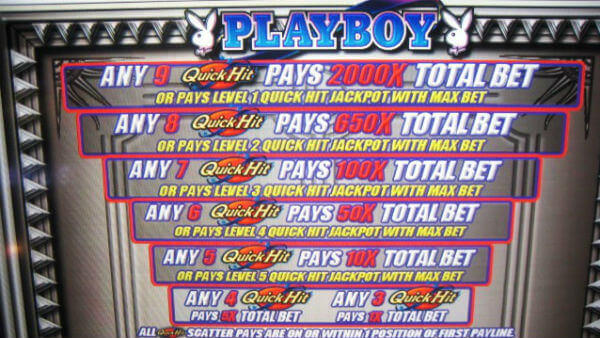 PLAYBOY
ANY 9 Quick Hit PAYS 2000X TOTAL BET
OR PAYS LEVEL 1 QUICK HIT JACKPOT WITH MAX BET
ANY 8 Quick Hit PAYS 650X TOTAL BET
OR PAYS LEVEL 2 QUICK HIT JACKPOT WITH MAX BET
ANY 7 Quick Hit PAYS 100X TOTAL BET
OR PAYS LEVEL 3 QUICK HIT JACKPOT WITH MAX BET
ANY 6 Quick Hit PAYS 50X TOTAL BET
OR PAYS LEVEL 4 QUICK HIT JACKPOT WITH MAX BET
ANY 5 Quick Hit PAYS 10X TOTAL BET
OR PAYS LEVEL 5 QUICK HIT JACKPOT WITH MAX BET
ANY 4 Quick Hit ANY 3 Quick Hit
PAYS 5X TOTAL BET PAYS 1X TOTAL BET
ALL Quick Hit SCATTER PAYS ARE ON OR WITHIN 1 POSITION OF FIRST PAYLINE.